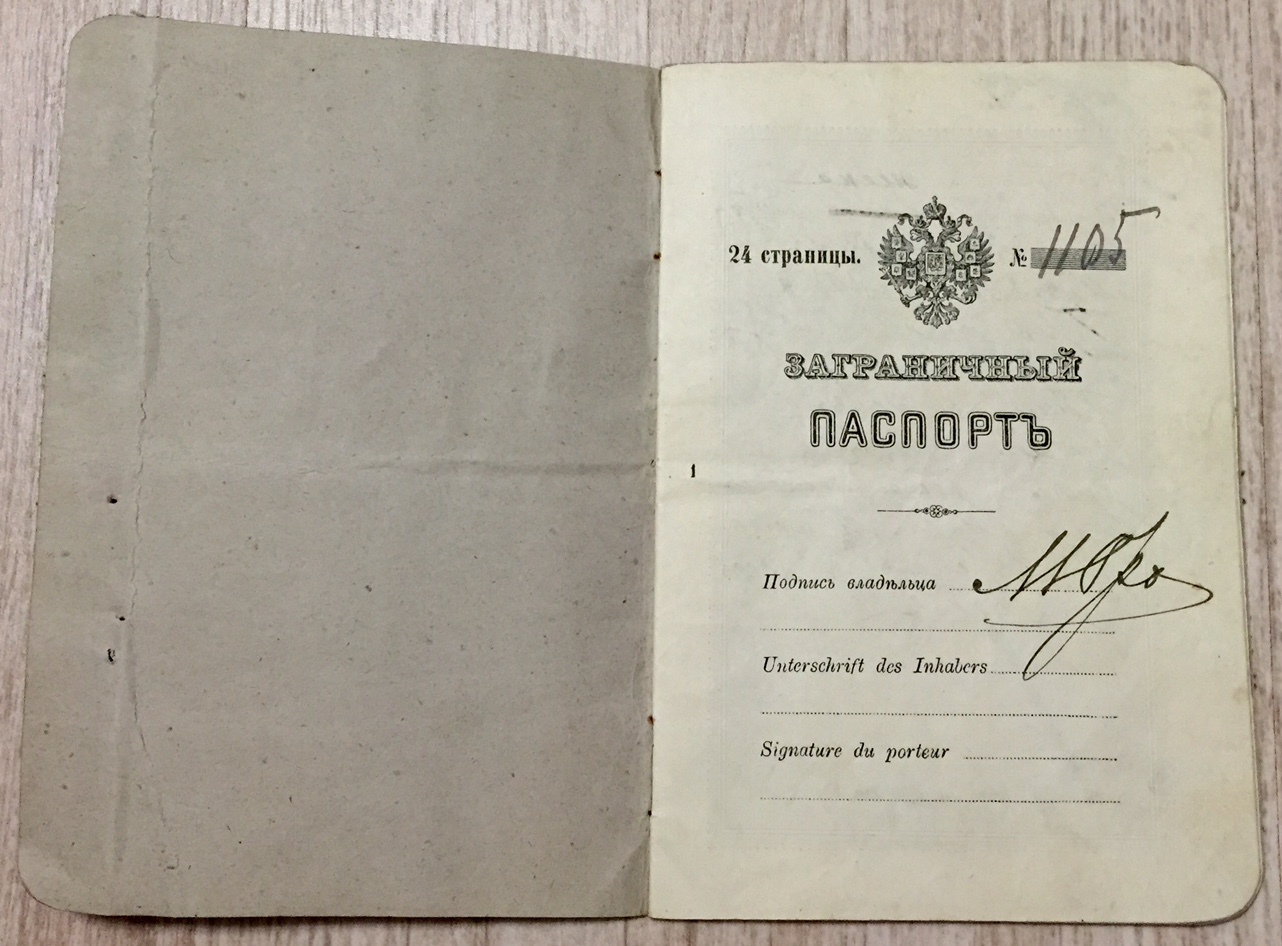 24 страницы. № 1105
ЗАГРАНИЧНЫЙ
ПАСПОРТЪ
1
Подпись владѣльца
Unterschrift des Inhabers
Signature du porteur